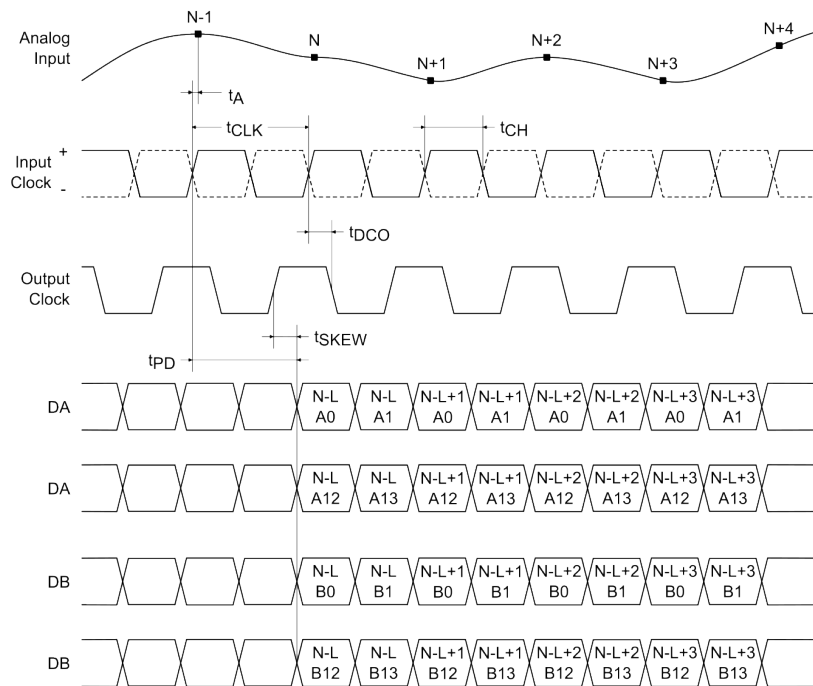 N-1
N
N+1
N+2
N+3
N+4
Analog
Input
tA
tCLK
tCH
Input
Clock
+
-
tDCO
Output
Clock
tSKEW
tPD
DA
N-L N-L N-L+1 N-L+1 N-L+2 N-L+2 N-L+3 N-L+3
A0 A1 A0 A1 A0 A1 A0 A1
DA
N-L N-L N-L+1 N-L+1 N-L+2 N-L+2 N-L+3 N-L+3
A12 A13 A12 A13 A12 A13 A12 A13
DB
N-L N-L N-L+1 N-L+1 N-L+2 N-L+2 N-L+3 N-L+3
B0 B1 B0 B1 B0 B1 B0 B1
DB
N-L N-L N-L+1 N-L+1 N-L+2 N-L+2 N-L+3 N-L+3
B12 B13 B12 B13 B12 B13 B12 B13